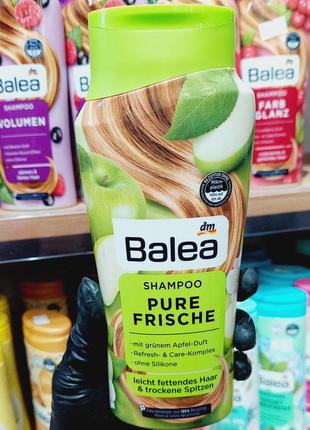 Balea
SHAMPOO
VOLUMEN
Balea
SHAMPOO
FARB
GLANZ
dm
Balea
SHAMPOO
PURE
FRISCHE
•mit grünem Apfel-Duft
•Refresh- & Care-Komplex
•ohne Silikone
leicht fettendes Haar
& trockene Spitzen
Balea